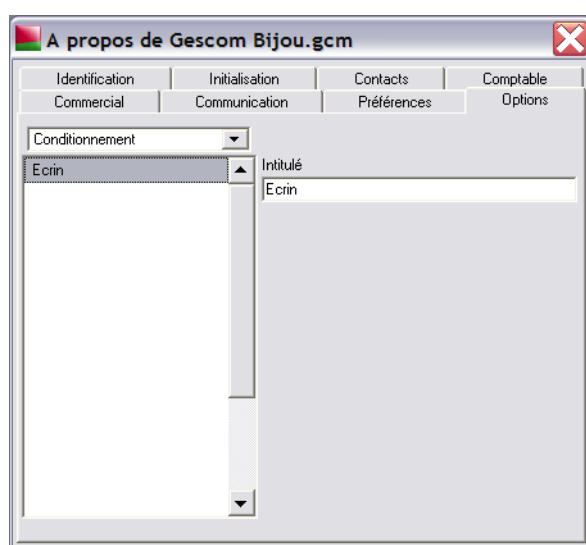 A propos de Gescom Bijou.gcm
Identification Initialisation Contacts Comptable
Commercial Communication Préférences Options
Conditionnement
Ecrin
Intitulé
Ecrin